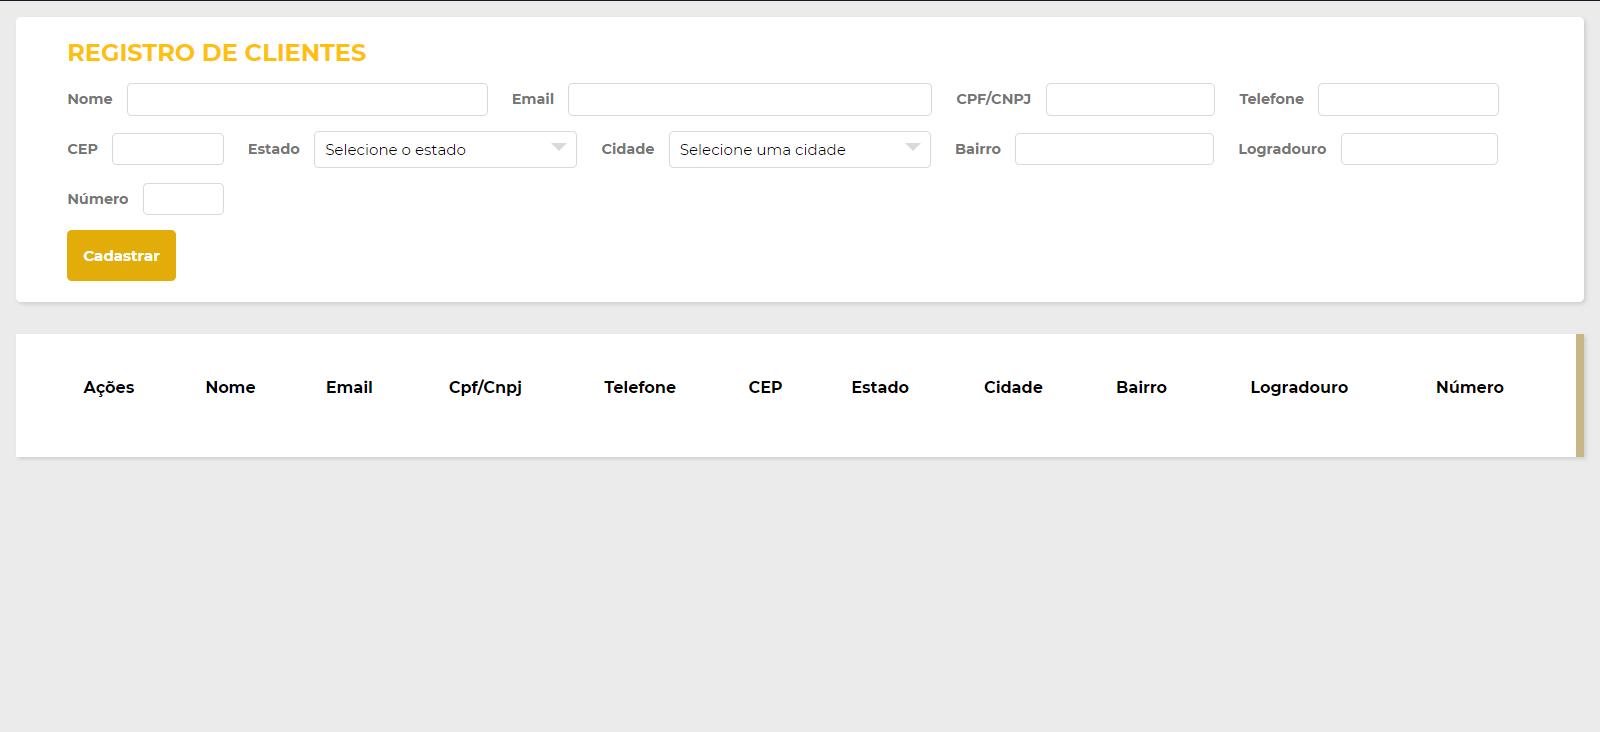 REGISTRO DE CLIENTES
Nome Email CPF/CNPJ Telefone
CEP Estado Selecione o estado Cidade Selecione uma cidade Bairro Logradouro
Número
Cadastrar
Ações Nome Email Cpf/Cnpj Telefone CEP Estado Cidade Bairro Logradouro Número